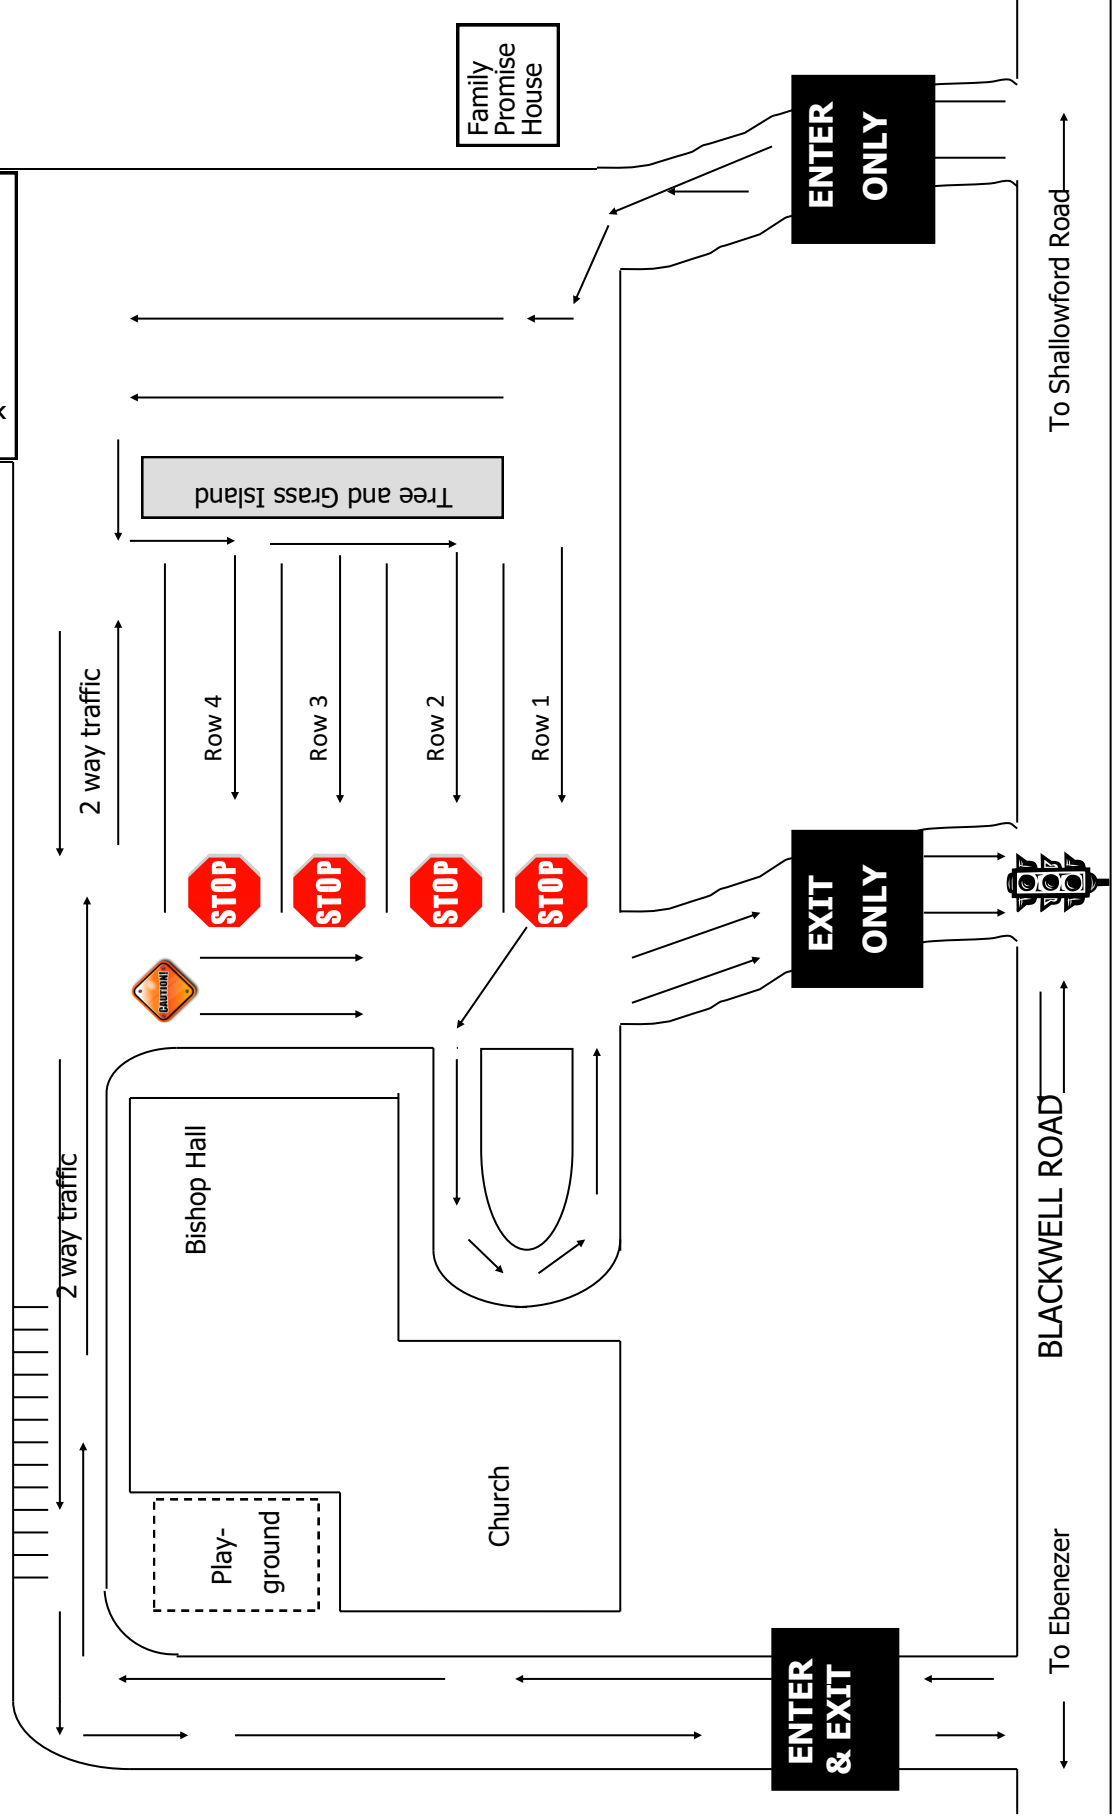 k
Family
Promise
House
ENTER
ONLY
To Shallowford Road
Tree and Grass Island
2 way traffic
Row 4
Row 3
Row 2
Row 1
STOP
STOP
STOP
STOP
CAUTION!
EXIT
ONLY
2 way traffic
Bishop Hall
BLACKWELL ROAD
Play-
ground
Church
ENTER
& EXIT
To Ebenezer